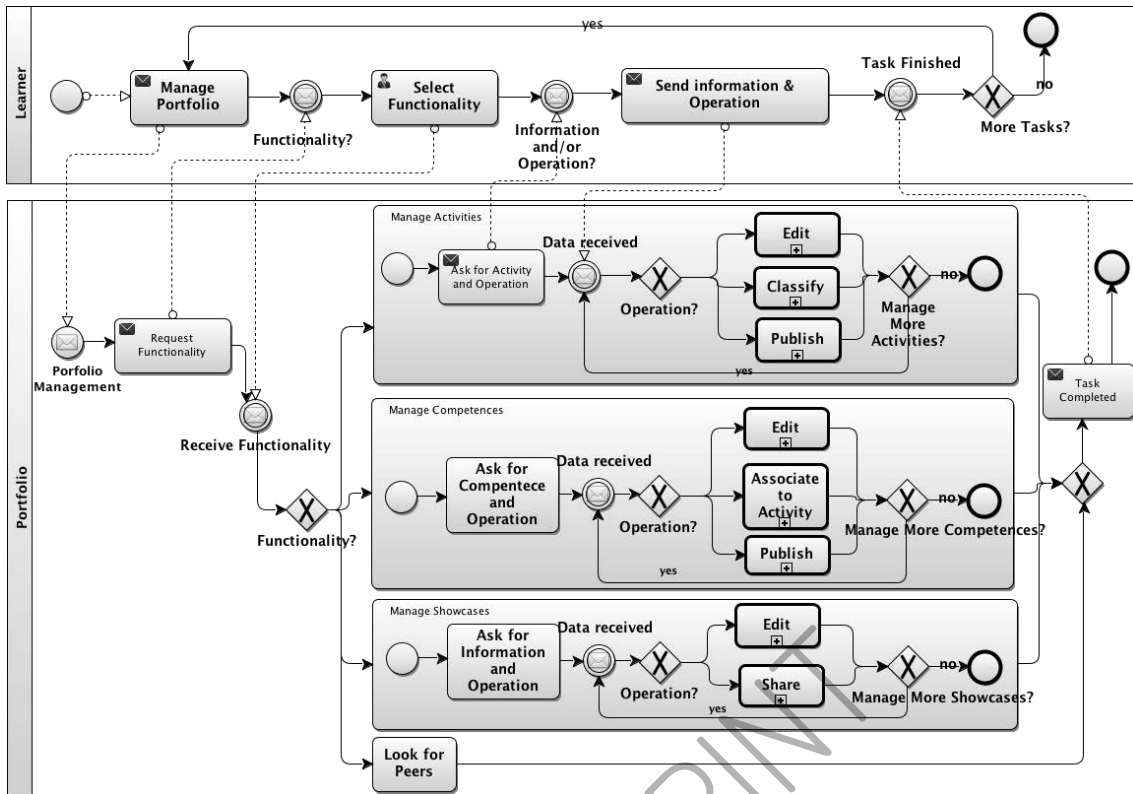 Learner
yes
Manage
Portfolio
Functionality?
Select
Functionality
Information
and/or
Operation?
Send information &
Operation
Task Finished
More Tasks?
no
Portfolio
Porfolio
Management
Request
Functionality
Receive Functionality
Functionality?
Manage Activities
Ask for Activity
and Operation
Data received
Operation?
Edit
Classify
Publish
Manage
More
Activities?
no
yes
Manage Competences
Ask for
Compentece
and
Operation
Data received
Operation?
Edit
Associate
to
Activity
Publish
Manage More Competences?
no
yes
Manage Showcases
Ask for
Information
and
Operation
Data received
Operation?
Edit
Share
Manage More Showcases?
no
yes
Look for
Peers
Task
Completed